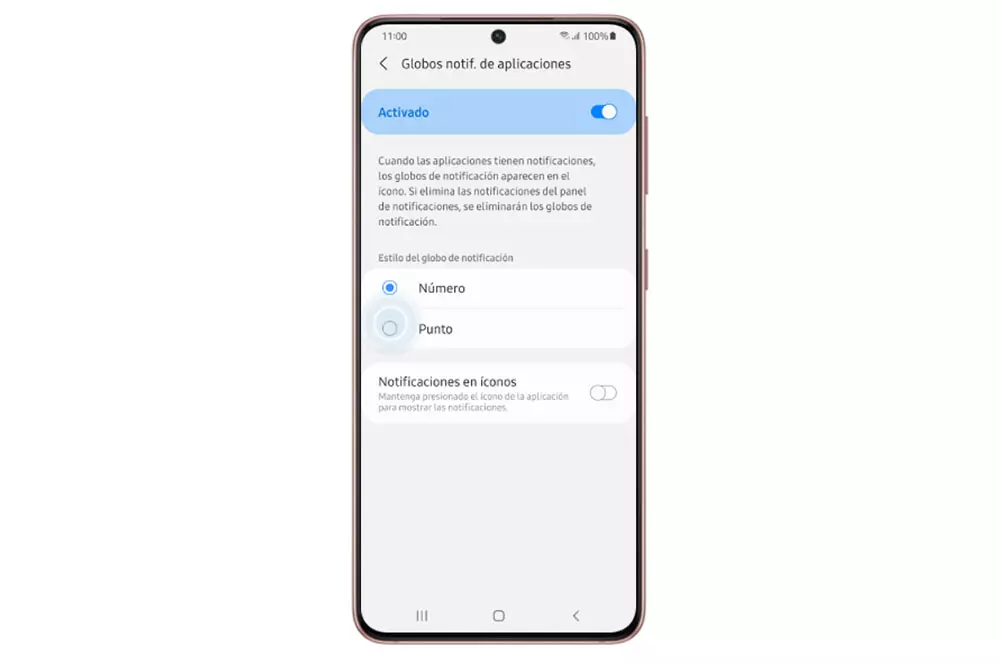 11:00 100%
Globos notif. de aplicaciones
Activado
Cuando las aplicaciones tienen notificaciones,
los globos de notificación aparecen en el
ícono. Si elimina las notificaciones del panel
de notificaciones, se eliminarán los globos de
notificación.
Estilo del globo de notificación
Número
Punto
Notificaciones en íconos
Mantenga presionado el ícono de la aplicación
para mostrar las notificaciones.